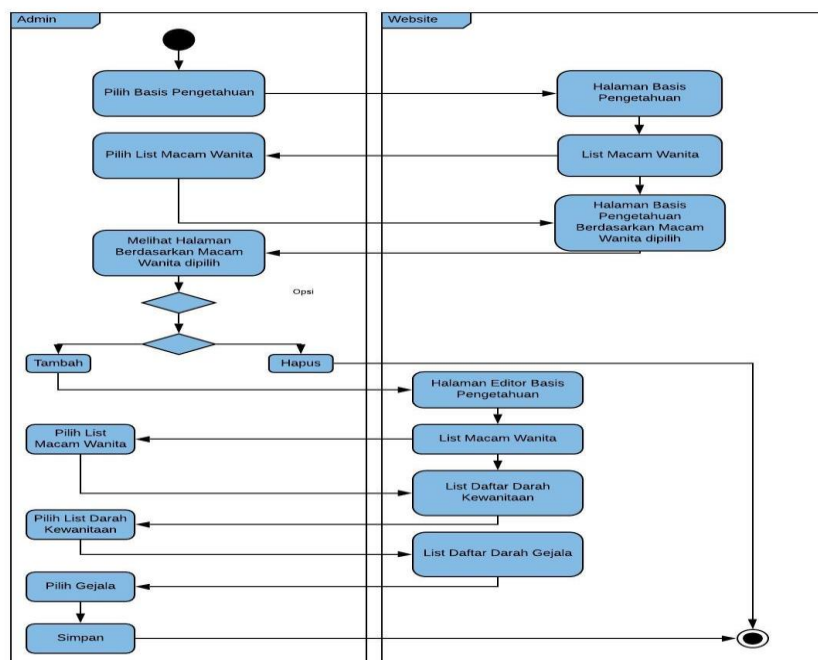 Admin
Website
Pilih Basis Pengetahuan
Halaman Basis
Pengetahuan
Pilih List Macam Wanita
List Macam Wanita
Halaman Basis
Pengetahuan
Berdasarkan Macam
Wanita dipilih
Melihat Halaman
Berdasarkan Macam
Wanita dipilih
Opsi
Tambah
Hapus
Halaman Editor Basis
Pengetahuan
Pilih List
Macam Wanita
List Macam Wanita
List Daftar Darah
Kewanitaan
Pilih List Darah
Kewanitaan
List Daftar Darah Gejala
Pilih Gejala
Simpan